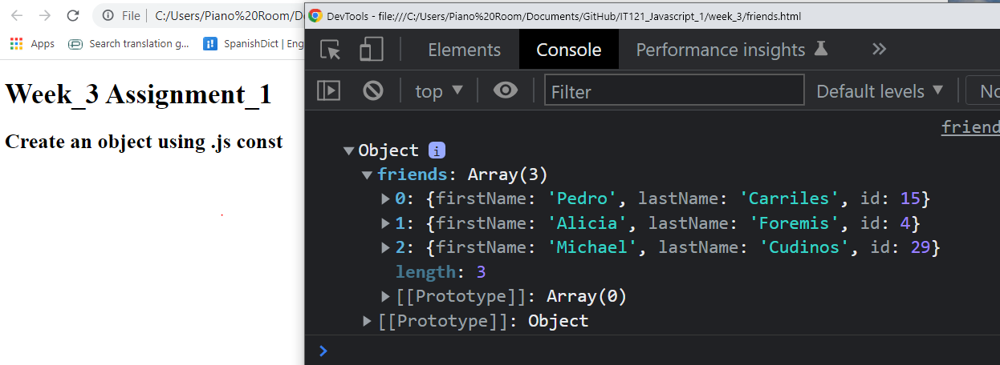 File C:/Users/Piano%20Room/Do
Apps Search translation g... SpanishDict | Eng
Week_3 Assignment_1
Create an object using .js const
DevTools - file:///C:/Users/Piano%20Room/Documents/GitHub/IT121_Javascript_1/week_3/friends.html
Elements Console Performance insights »
top Filter Default levels No
friend
Object i
friends: Array(3)
0: {firstName: 'Pedro', lastName: 'Carriles', id: 15}
1: {firstName: 'Alicia', lastName: 'Foremis', id: 4}
2: {firstName: 'Michael', lastName: 'Cudinos', id: 29}
length: 3
[[Prototype]]: Array(0)
[[Prototype]]: Object